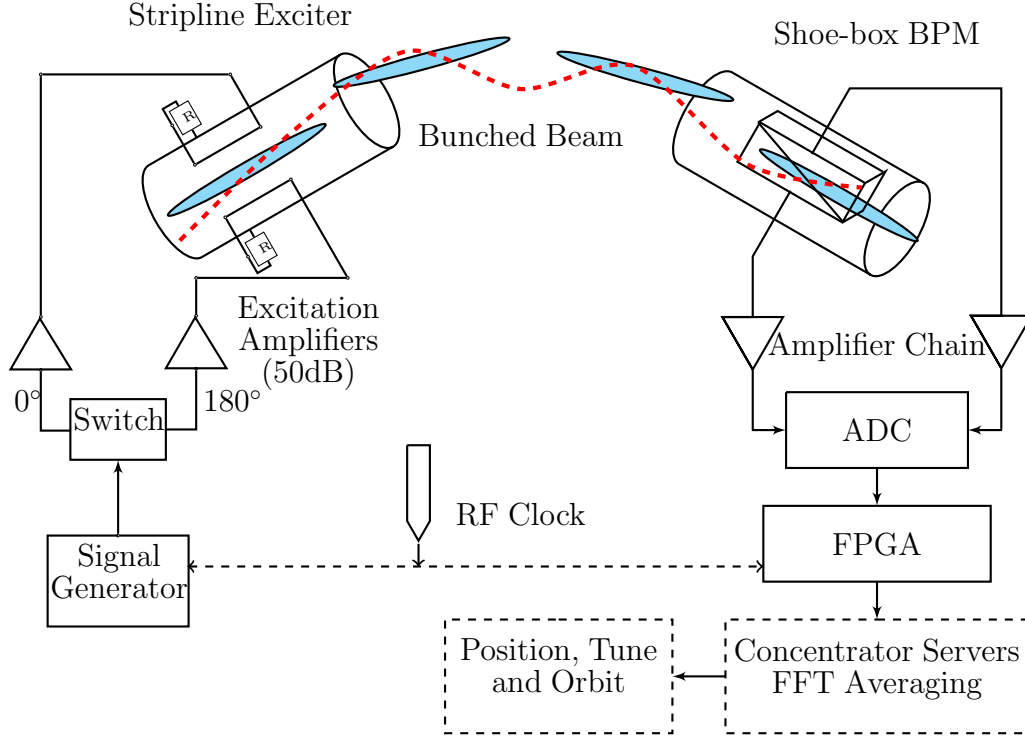 Stripline Exciter
Shoe-box BPM
R
Bunched Beam
R
Excitation
Amplifiers
(50dB)
Amplifier Chain
0°
180°
Switch
ADC
RF Clock
FPGA
Signal
Generator
Position, Tune
and Orbit
Concentrator Servers
FFT Averaging